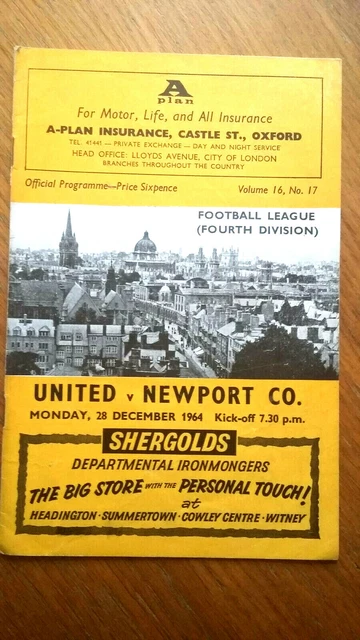 A
plan
For Motor, Life, and All Insurance
A-PLAN INSURANCE, CASTLE ST., OXFORD
TEL. 41441 — PRIVATE EXCHANGE — DAY AND NIGHT SERVICE
HEAD OFFICE: LLOYDS AVENUE, CITY OF LONDON
BRANCHES THROUGHOUT THE COUNTRY
Official Programme—Price Sixpence Volume 16, No. 17
FOOTBALL LEAGUE
(FOURTH DIVISION)
UNITED v NEWPORT CO.
MONDAY, 28 DECEMBER 1964 Kick-off 7.30 p.m.
SHERGOLDS
DEPARTMENTAL IRONMONGERS
THE BIG STORE WITH THE PERSONAL TOUCH!
at
HEADINGTON · SUMMERTOWN · COWLEY CENTRE · WITNEY